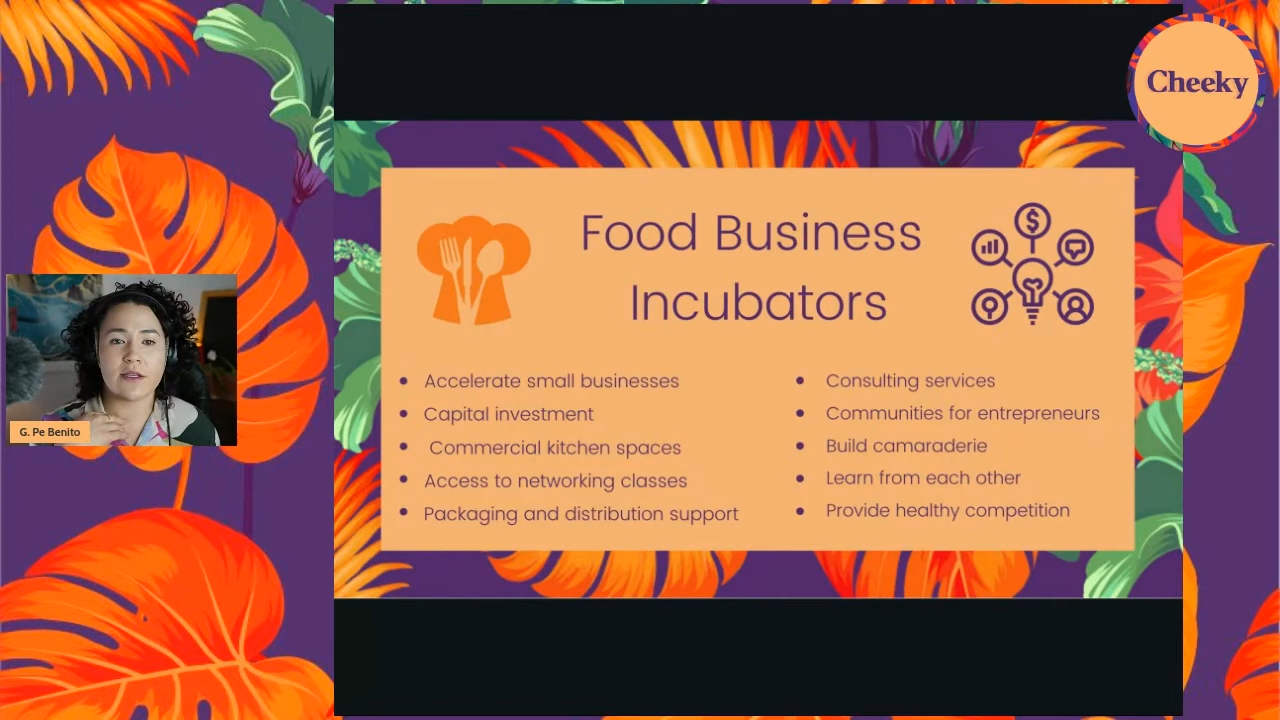 Cheeky
Food Business
Incubators
Accelerate small businesses
Capital investment
Commercial kitchen spaces
Access to networking classes
Packaging and distribution support
Consulting services
Communities for entrepreneurs
Build camaraderie
Learn from each other
Provide healthy competition
G. Pe Benito